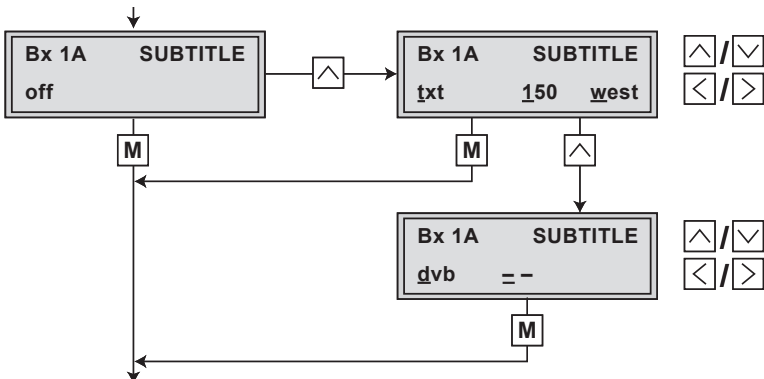 Bx 1A SUBTITLE
off
Bx 1A SUBTITLE
txt 150 west
/
/
M
M
Bx 1A SUBTITLE
dvb – –
/
/
M